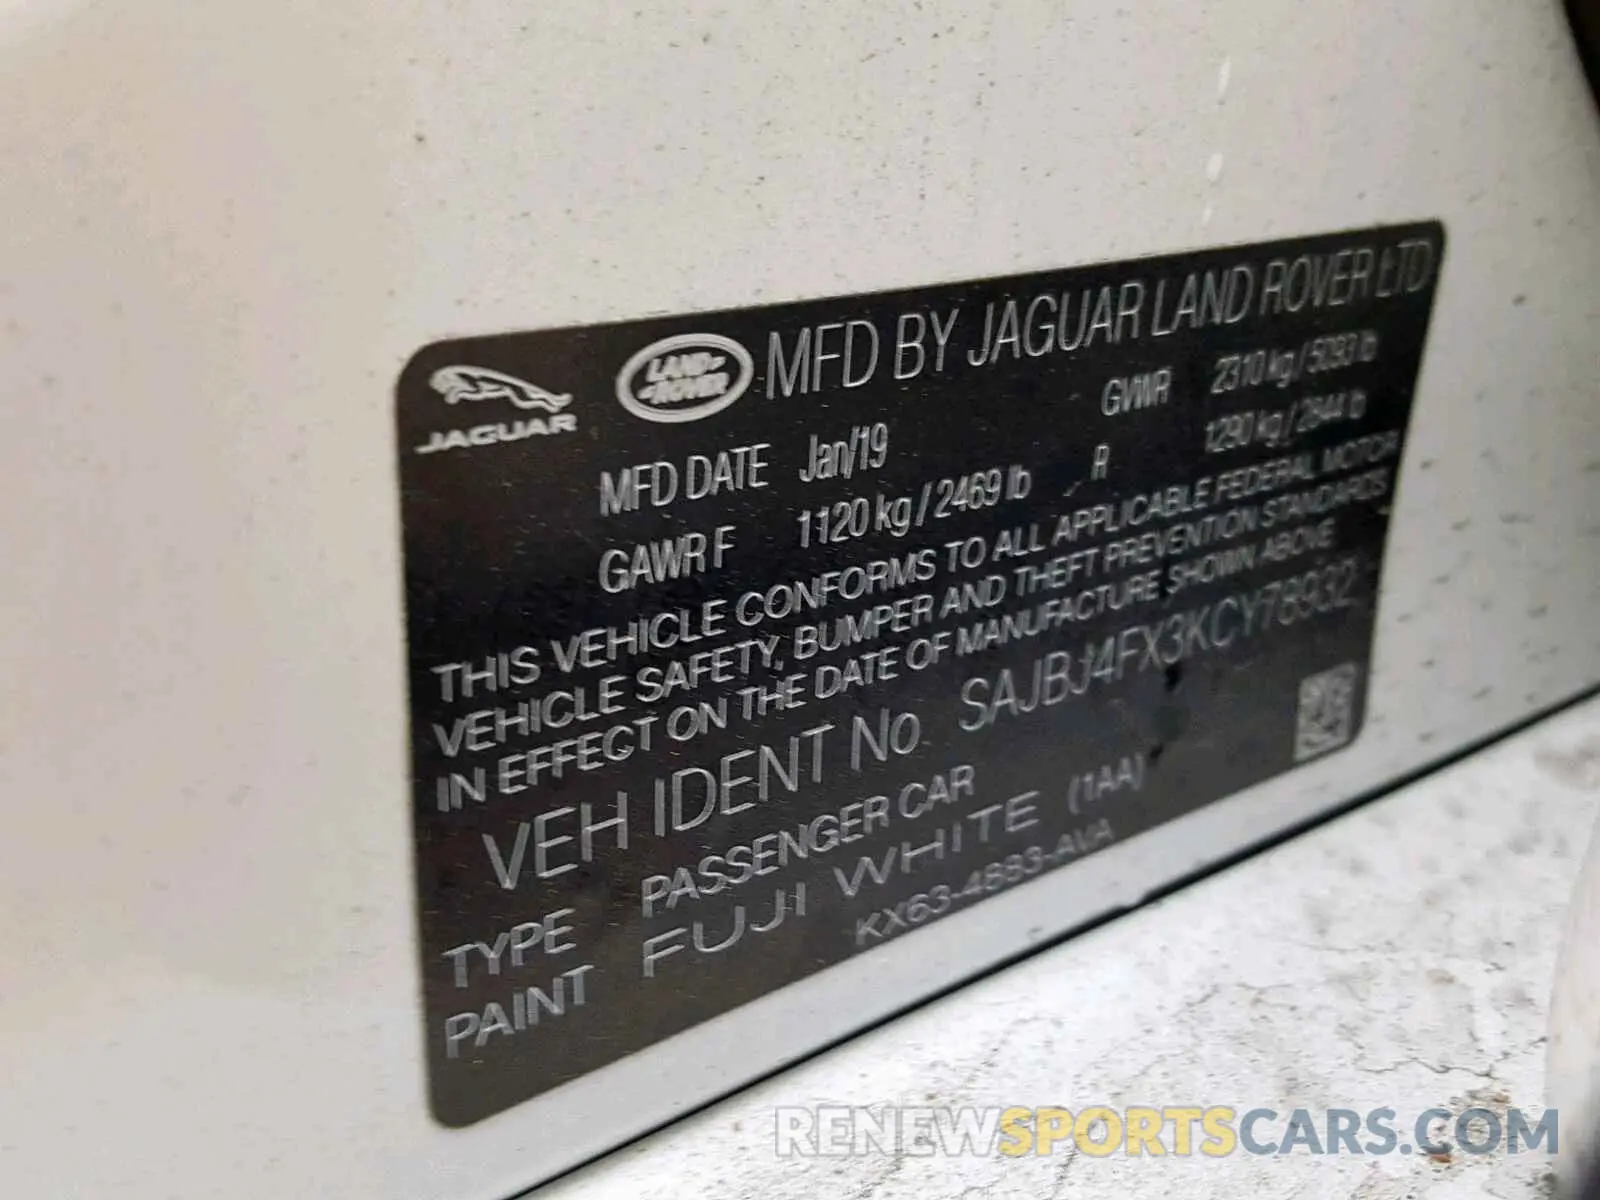 JAGUAR
LAND ROVER
MFD BY JAGUAR LAND ROVER LTD
MFD DATE Jan/19 GVWR 2310 kg / 5093 lb
GAWR F 1120 kg / 2469 lb R 1290 kg / 2844 lb
THIS VEHICLE CONFORMS TO ALL APPLICABLE FEDERAL MOTOR
VEHICLE SAFETY, BUMPER AND THEFT PREVENTION STANDARDS
IN EFFECT ON THE DATE OF MANUFACTURE SHOWN ABOVE
VEH IDENT No SAJBJ4FX3KCY78932
TYPE PASSENGER CAR
PAINT FUJI WHITE (1AA)
KX63-4883-AVA
RENEWSPORTSCARS.COM